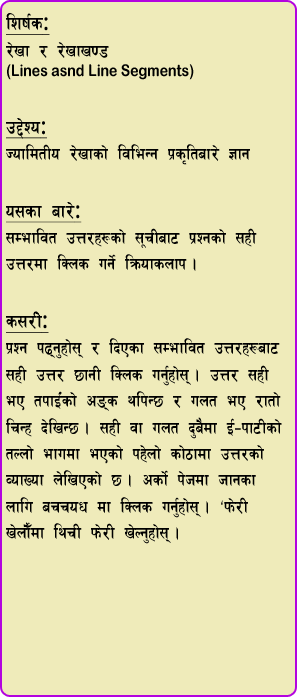 शिर्षक:
रेखा र रेखाखण्ड
(Lines asnd Line Segments)
उद्देश्य:
ज्यामितीय रेखाको विभिन्न प्रकृतिबारे ज्ञान
यसका बारे:
सम्भावित उत्तरहरूको सूचीबाट प्रश्नको सही
उत्तरमा क्लिक गर्ने क्रियाकलाप ।
कसरी:
प्रश्न पढ्नुहोस् र दिएका सम्भावित उत्तरहरूबाट
सही उत्तर छानी क्लिक गर्नुहोस् । उत्तर सही
भए तपाईंको अङ्क थपिन्छ र गलत भए रातो
चिन्ह देखिन्छ । सही वा गलत दुबैमा ई-पाटीको
तल्लो भागमा भएको पहेलो कोठामा उत्तरको
व्याख्या लेखिएको छ । अर्को पेजमा जानका
लागि बचचयध मा क्लिक गर्नुहोस् । 'फेरी
खेलौँमा थिची फेरी खेल्नुहोस् ।